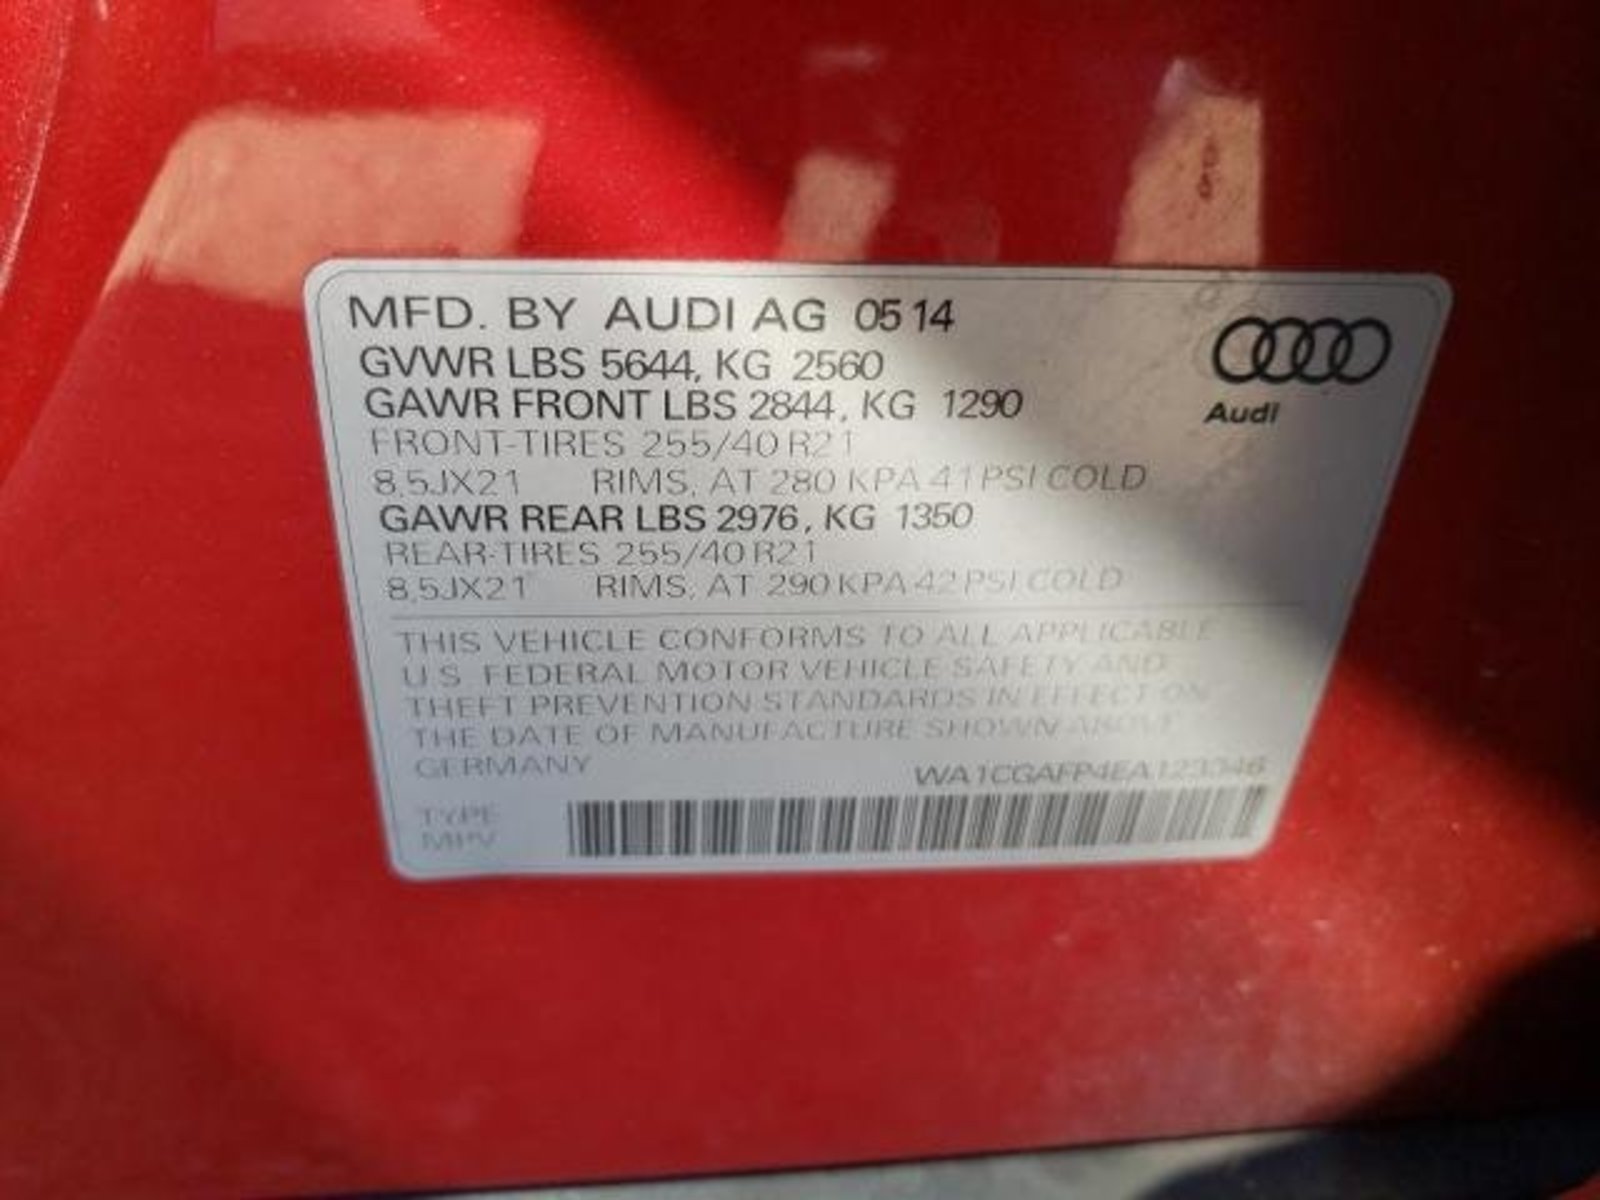 MFD. BY AUDI AG 05 14
GVWR LBS 5644, KG 2560
GAWR FRONT LBS 2844, KG 1290
FRONT-TIRES 255/40 R21
8,5JX21 RIMS, AT 280 KPA 41 PSI COLD
GAWR REAR LBS 2976, KG 1350
REAR-TIRES 255/40 R21
8,5JX21 RIMS, AT 290 KPA 42 PSI COLD
Audi
THIS VEHICLE CONFORMS TO ALL APPLICABLE
U.S. FEDERAL MOTOR VEHICLE SAFETY AND
THEFT PREVENTION STANDARDS IN EFFECT ON
THE DATE OF MANUFACTURE SHOWN ABOVE
GERMANY
TYPE
MPV